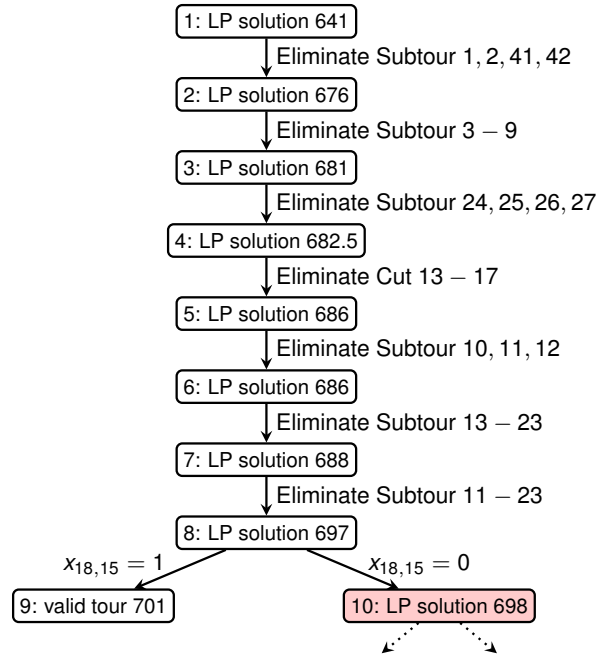 1: LP solution 641
Eliminate Subtour 1, 2, 41, 42
2: LP solution 676
Eliminate Subtour 3 − 9
3: LP solution 681
Eliminate Subtour 24, 25, 26, 27
4: LP solution 682.5
Eliminate Cut 13 − 17
5: LP solution 686
Eliminate Subtour 10, 11, 12
6: LP solution 686
Eliminate Subtour 13 − 23
7: LP solution 688
Eliminate Subtour 11 − 23
8: LP solution 697
x18,15 = 1
x18,15 = 0
9: valid tour 701
10: LP solution 698